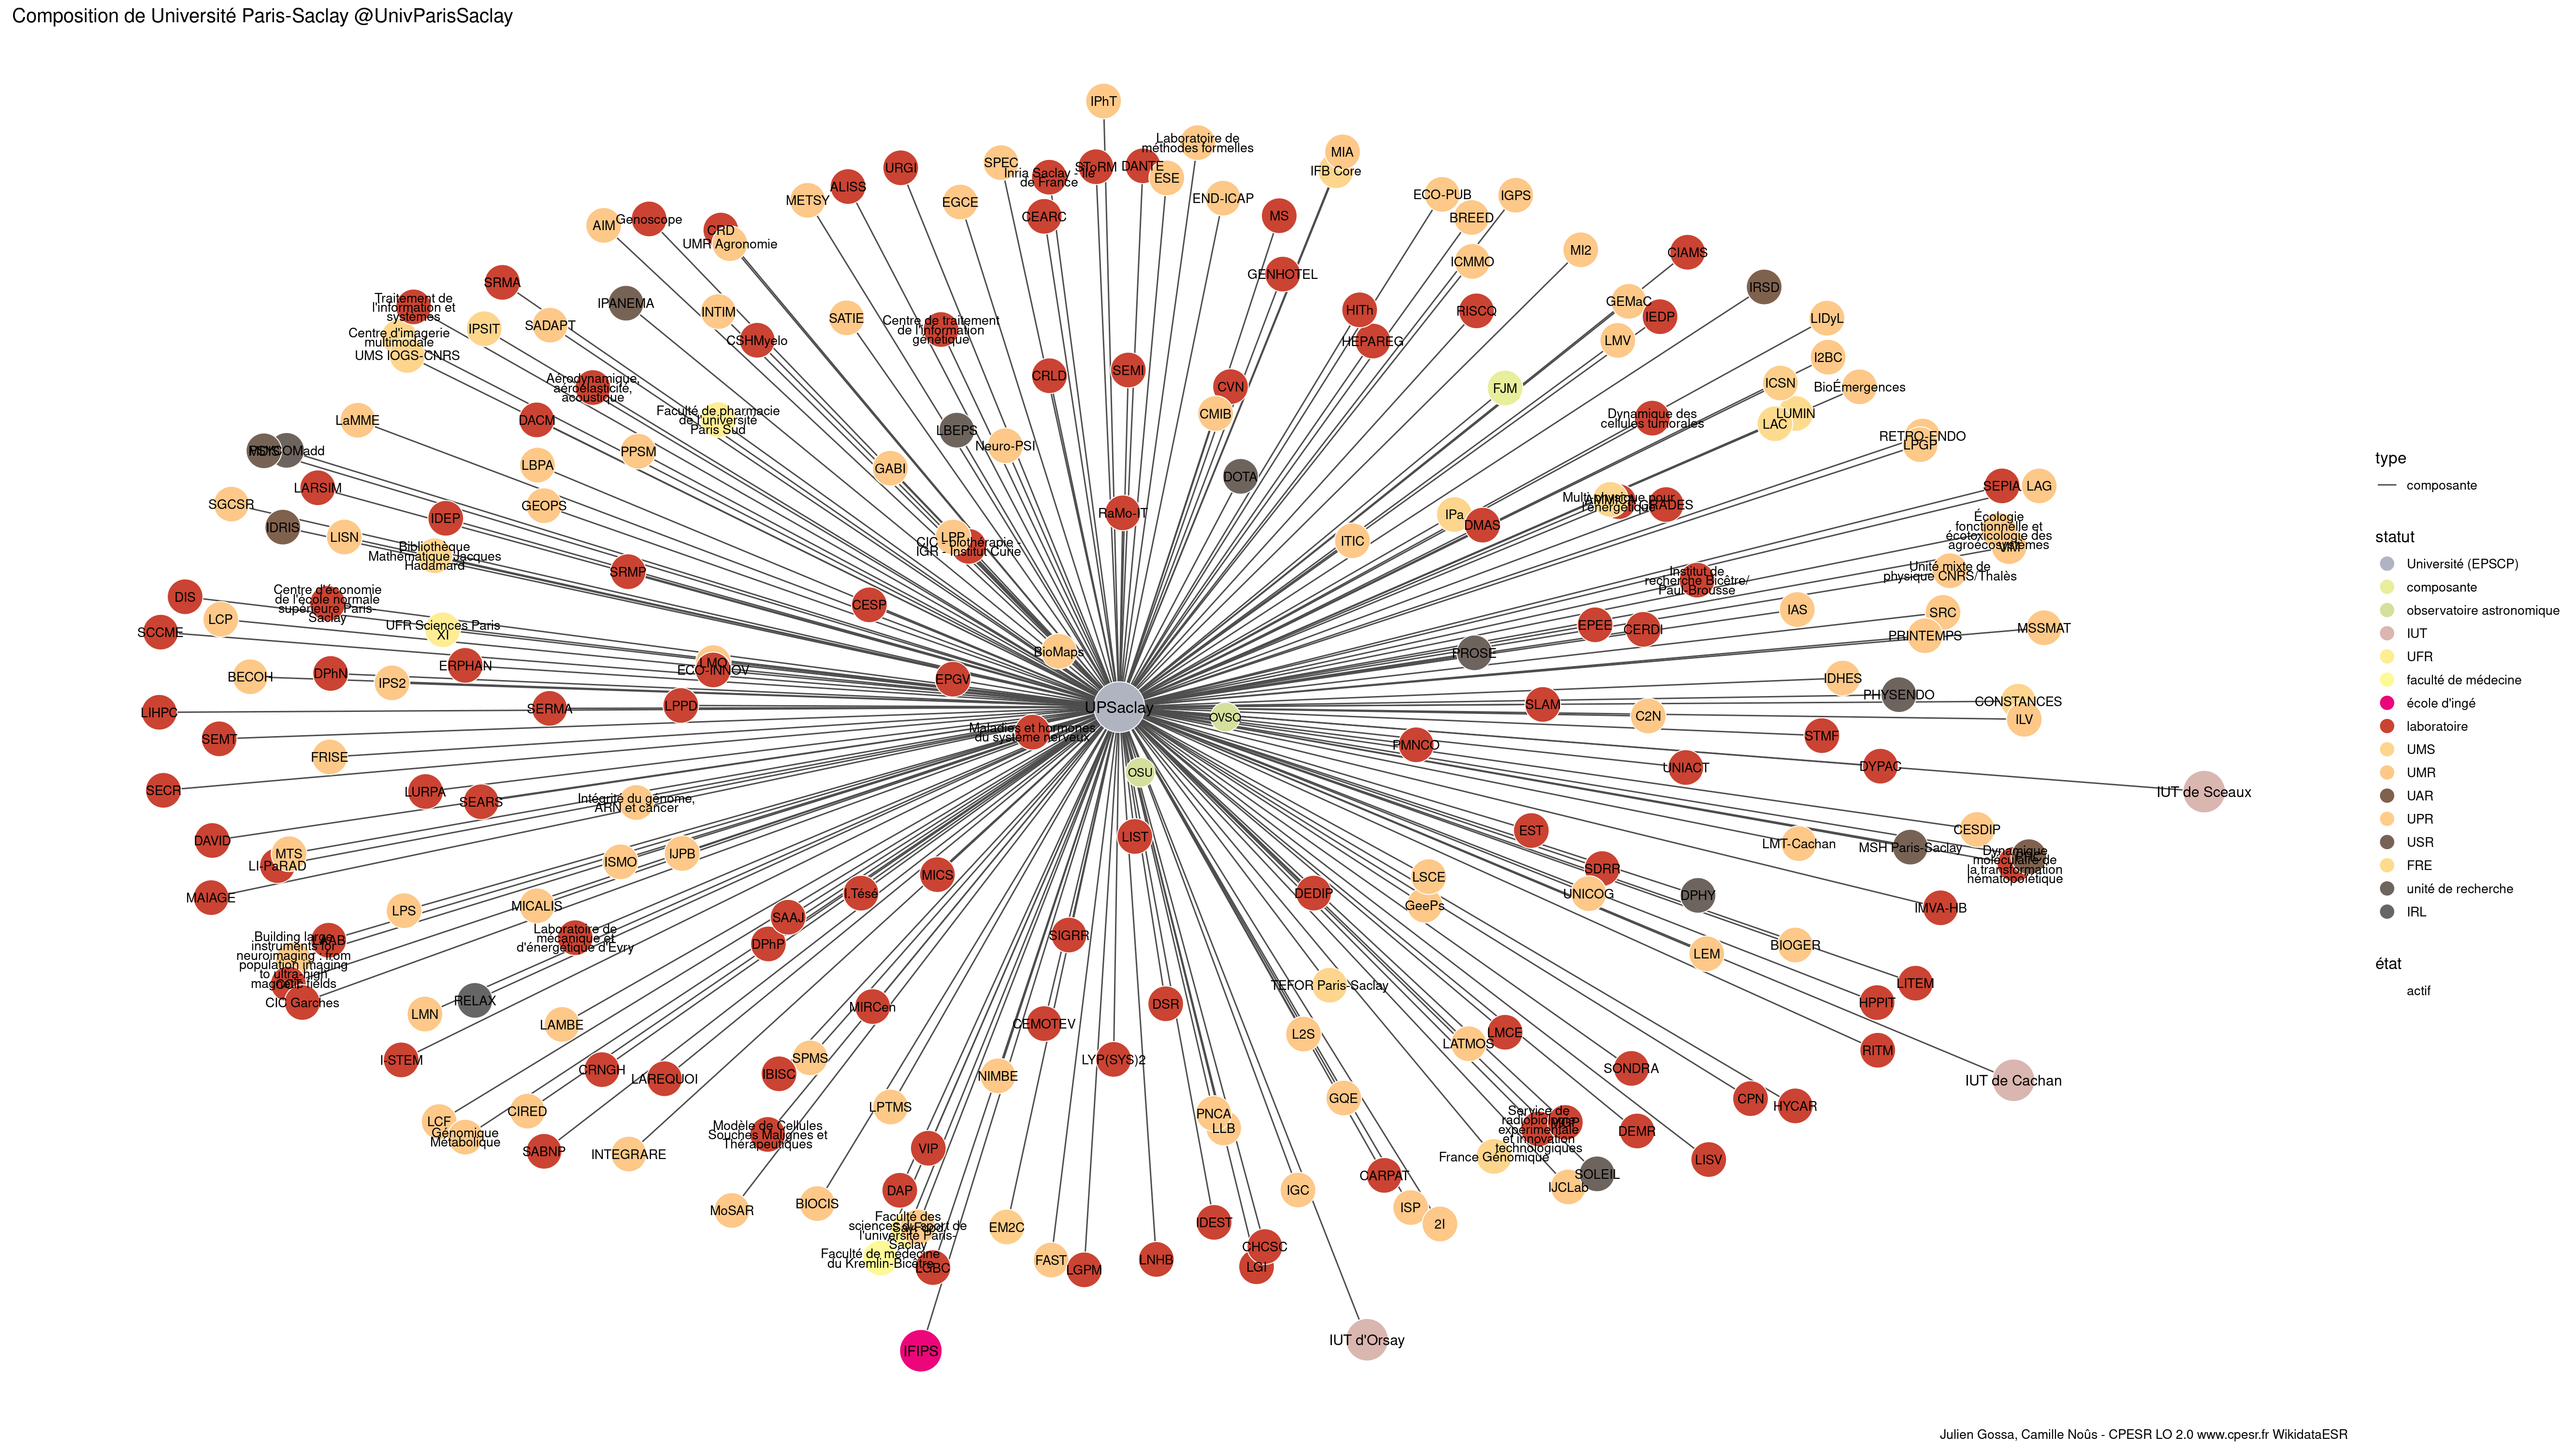 Composition de Université Paris-Saclay @UnivParisSaclay
IPhT
Laboratoire de
méthodes formelles
MIA
IFB Core
SPEC
Inria Saclay - Île
de France
SToRM
DANTE
ESE
URGI
ALISS
METSY
EGCE
CEARC
END-ICAP
MS
ECO-PUB
BREED
IGPS
AIM
Genoscope
CRD
UMR Agronomie
MI2
CIAMS
ICMMO
GENHOTEL
SRMA
IPANEMA
INTIM
SATIE
Centre de traitement
de l'information
génétique
CSHMyelo
HITh
HEPAREG
RISCQ
GEMaC
IEDP
LMV
IRSD
LIDyL
Traitement de
l'information et
systèmes
Centre d'imagerie
multimodale
UMS IOGS-CNRS
IPSIT
SADAPT
I2BC
ICSN
BioÉmergences
LUMIN
LAC
CRLD
SEMI
CVN
CMIB
FJM
Aérodynamique,
aéroélasticité,
acoustique
DACM
LaMME
Faculté de pharmacie
de l'université
Paris Sud
LBEPS
Neuro-PSI
Dynamique des
cellules tumorales
RETRO-ENDO
LPGP
PPSM
LBPA
GABI
DOTA
SEPIA
LAG
LARSIM
SGCSR
IDRIS
LISN
IDEP
GEOPS
RaMo-IT
IPa
DMAS
ITIC
Multi-physique pour
l'énergétique
LPP
CIC - biothérapie -
IGR - Institut Curie
Écologie
fonctionnelle et
écotoxicologie des
agroécosystèmes
Unité mixte de
physique CNRS/Thalès
Bibliothèque
Mathématique Jacques
Hadamard
SRMP
Institut de
recherche Bicêtre/
Paul-Brousse
DIS
Centre d'économie
de l'école normale
supérieure Paris-
Saclay
CESP
IAS
SRC
LCP
SCCME
UFR Sciences Paris
XI
EPEE
CERDI
PRINTEMPS
MSSMAT
BioMaps
PROSE
LMO
ECO-INNOV
ERPHAN
BECOH
DPhN
IPS2
EPGV
IDHES
PHYSENDO
CONSTANCES
LIHPC
SERMA
LPPD
UPSaclay
OVSQ
SLAM
C2N
ILV
SEMT
Maladies et hormones
du système nerveux
PMNCO
STMF
FRISE
OSU
UNIACT
DYPAC
IUT de Sceaux
SECR
LURPA
SEARS
Intégrité du génome,
ARN et cancer
LIST
EST
CESDIP
DAVID
MTS
LI-PaRAD
ISMO
IJPB
LMT-Cachan
MSH Paris-Saclay
Dynamique
moléculaire de
la transformation
hématopoïétique
MAIAGE
LPS
MICALIS
MICS
I.Tésé
DEDIP
LSCE
GeePs
SDRR
UNICOG
DPHY
IMVA-HB
SAAJ
DPhP
SIGRR
Laboratoire de
mécanique et
d'énergétique d'Evry
Building large
instruments for
neuroimaging : from
population imaging
to ultra-high
magnetic fields
CIC Garches
BIOGER
LEM
LITEM
HPPIT
RELAX
LMN
LAMBE
MIRCen
CEMOTEV
DSR
TEFOR Paris-Saclay
L2S
LATMOS
LMCE
RITM
I-STEM
CRNGH
LAREQUOI
IBISC
SPMS
NIMBE
LYP(SYS)2
SONDRA
IUT de Cachan
LCF
Génomique
Métabolique
CIRED
LPTMS
PNCA
LLB
GQE
CPN
HYCAR
SABNP
INTEGRARE
Modèle de Cellules
Souches Malignes et
Thérapeutiques
VIP
Service de
radiobiologie
expérimentale
et innovation
technologiques
France Génomique
DEMR
LISV
SOLEIL
IJCLab
CARPAT
DAP
MoSAR
BIOCIS
IGC
ISP
2I
Faculté des
sciences du sport de
l'université Paris-
Saclay
Faculté de médecine
du Kremlin-Bicêtre
LGBC
EM2C
FAST
LGPM
LNHB
IDEST
CHCSC
LGI
IFIPS
IUT d'Orsay
type
composante
statut
Université (EPSCP)
composante
observatoire astronomique
IUT
UFR
faculté de médecine
école d'ingé
laboratoire
UMS
UMR
UAR
UPR
USR
FRE
unité de recherche
IRL
état
actif
Julien Gossa, Camille Noûs - CPESR LO 2.0 www.cpesr.fr WikidataESR